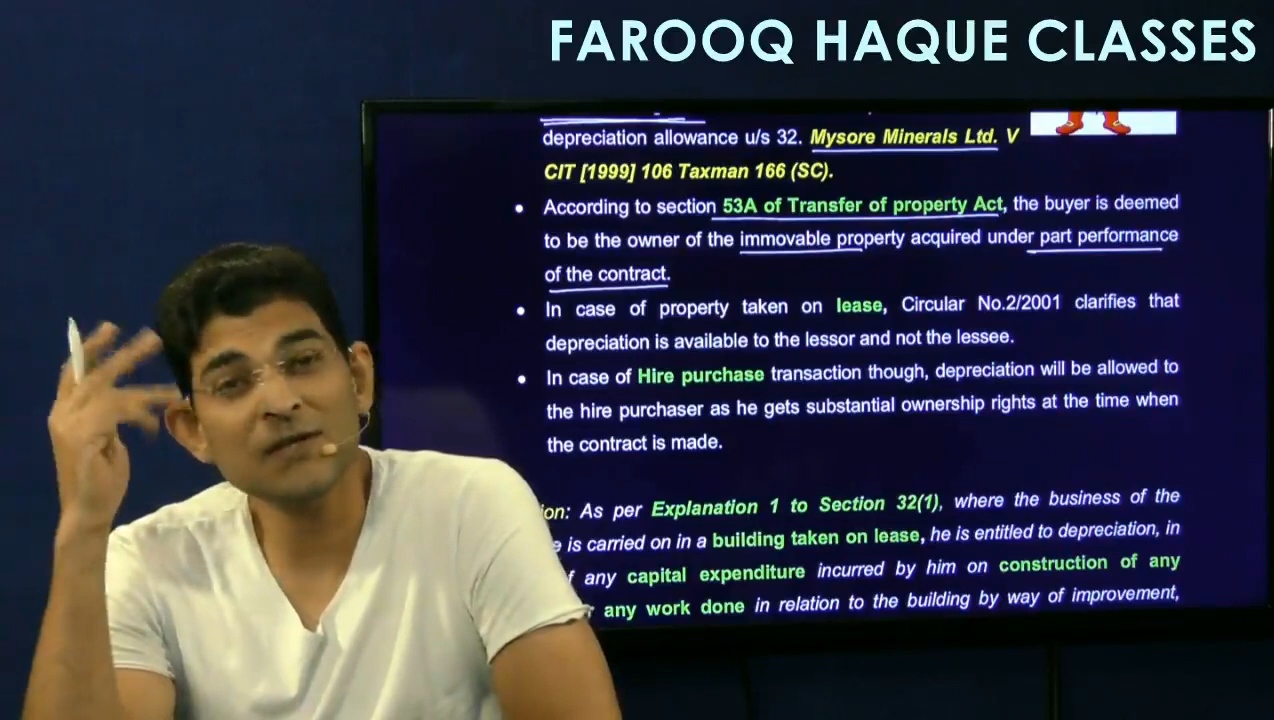 FAROOQ HAQUE CLASSES
depreciation allowance u/s 32. Mysore Minerals Ltd. V
CIT [1999] 106 Taxman 166 (SC).
• According to section 53A of Transfer of property Act, the buyer is deemed
to be the owner of the immovable property acquired under part performance
of the contract.
• In case of property taken on lease, Circular No.2/2001 clarifies that
depreciation is available to the lessor and not the lessee.
• In case of Hire purchase transaction though, depreciation will be allowed to
the hire purchaser as he gets substantial ownership rights at the time when
the contract is made.
As per Explanation 1 to Section 32(1), where the business of the
is carried on in a building taken on lease, he is entitled to depreciation, in
any capital expenditure incurred by him on construction of any
any work done in relation to the building by way of improvement,